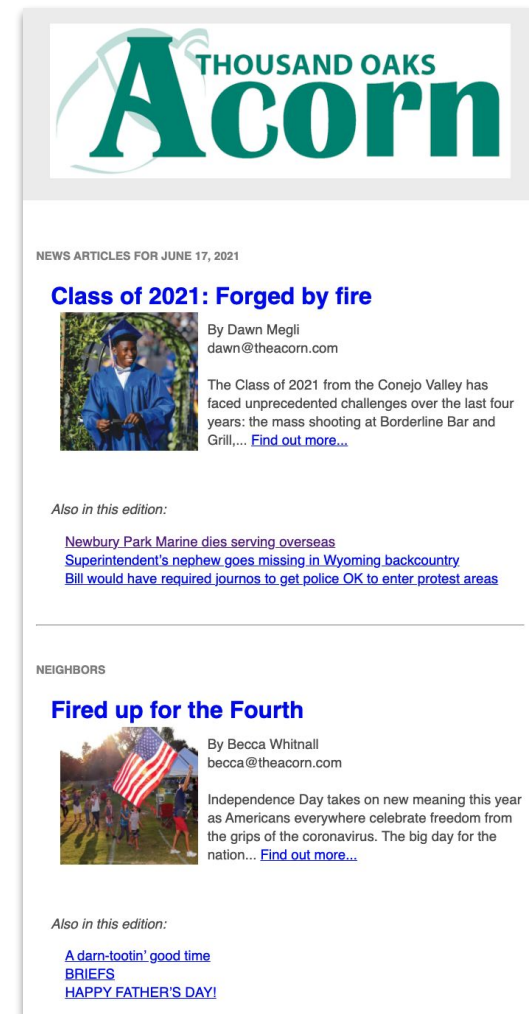 THOUSAND OAKS
Acorn
NEWS ARTICLES FOR JUNE 17, 2021
Class of 2021: Forged by fire
By Dawn Megli
dawn@theacorn.com
The Class of 2021 from the Conejo Valley has
faced unprecedented challenges over the last four
years: the mass shooting at Borderline Bar and
Grill,... Find out more...
Also in this edition:
Newbury Park Marine dies serving overseas
Superintendent’s nephew goes missing in Wyoming backcountry
Bill would have required journos to get police OK to enter protest areas
NEIGHBORS
Fired up for the Fourth
By Becca Whitnall
becca@theacorn.com
Independence Day takes on new meaning this year
as Americans everywhere celebrate freedom from
the grips of the coronavirus. The big day for the
nation... Find out more...
Also in this edition:
A darn-tootin’ good time
BRIEFS
HAPPY FATHER’S DAY!